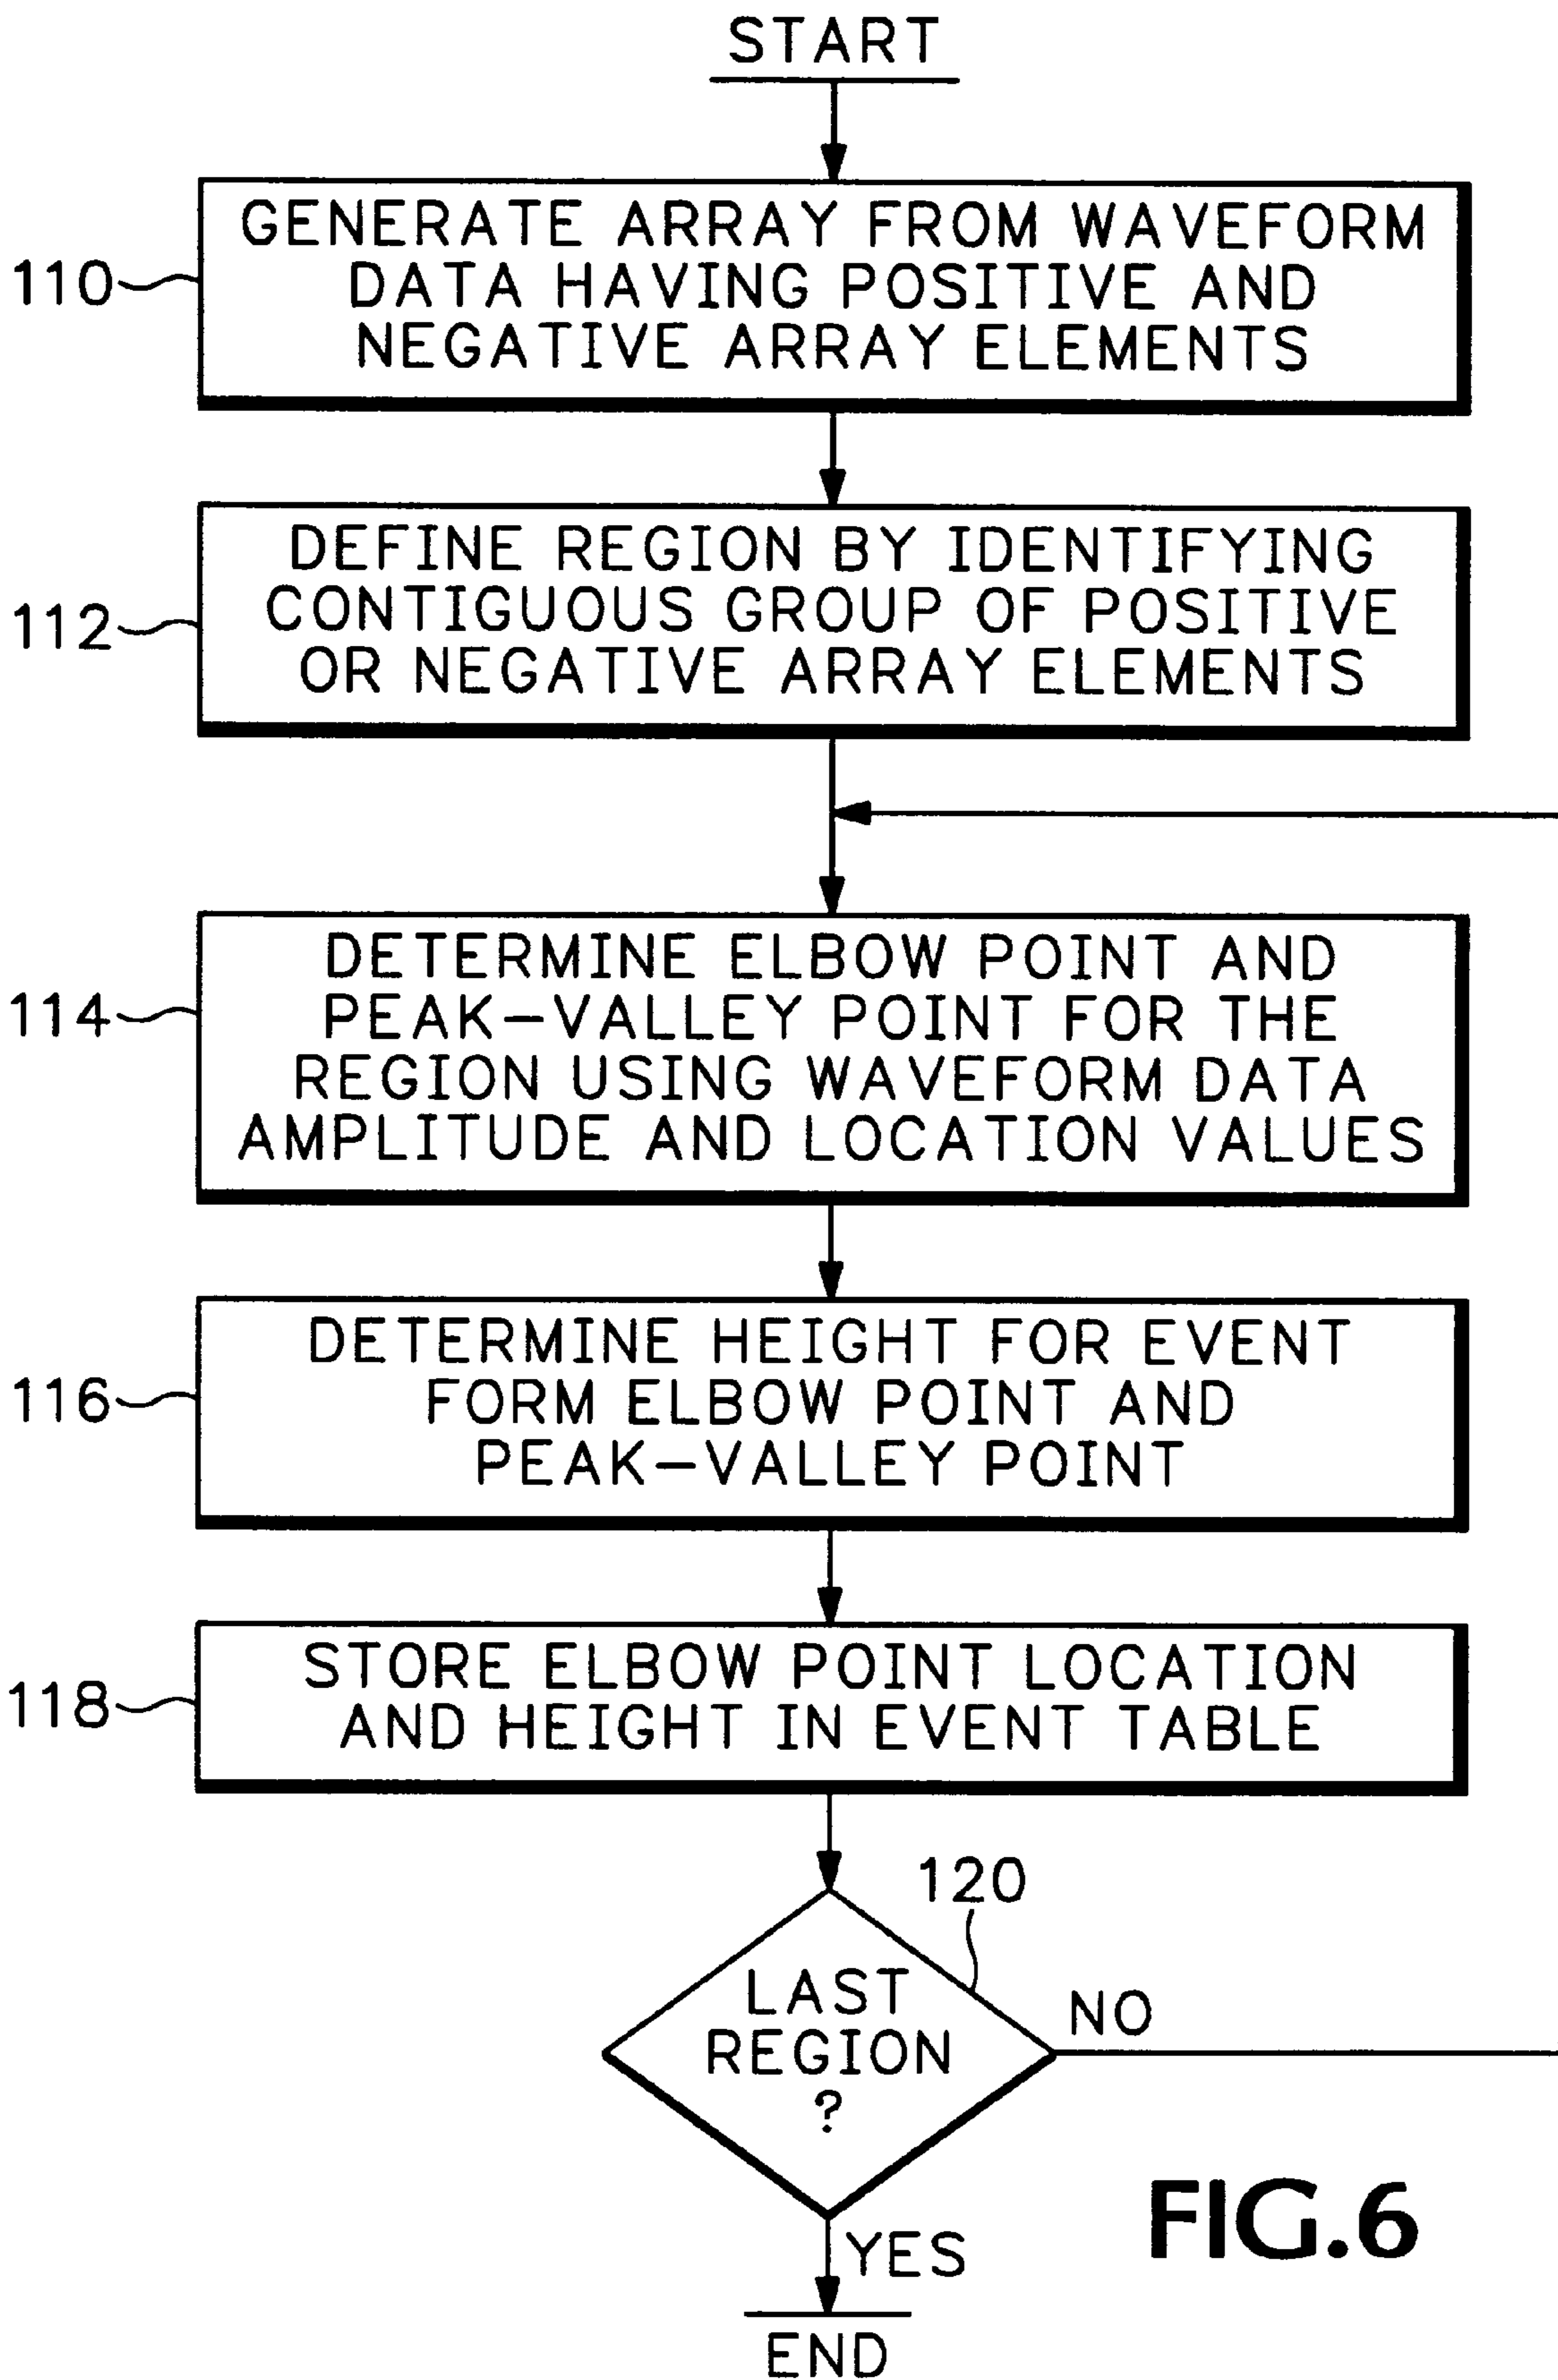 START
110
GENERATE ARRAY FROM WAVEFORM
DATA HAVING POSITIVE AND
NEGATIVE ARRAY ELEMENTS
112
DEFINE REGION BY IDENTIFYING
CONTIGUOUS GROUP OF POSITIVE
OR NEGATIVE ARRAY ELEMENTS
114
DETERMINE ELBOW POINT AND
PEAK-VALLEY POINT FOR THE
REGION USING WAVEFORM DATA
AMPLITUDE AND LOCATION VALUES
116
DETERMINE HEIGHT FOR EVENT
FORM ELBOW POINT AND
PEAK-VALLEY POINT
118
STORE ELBOW POINT LOCATION
AND HEIGHT IN EVENT TABLE
120
LAST
REGION
?
NO
YES
END
FIG.6